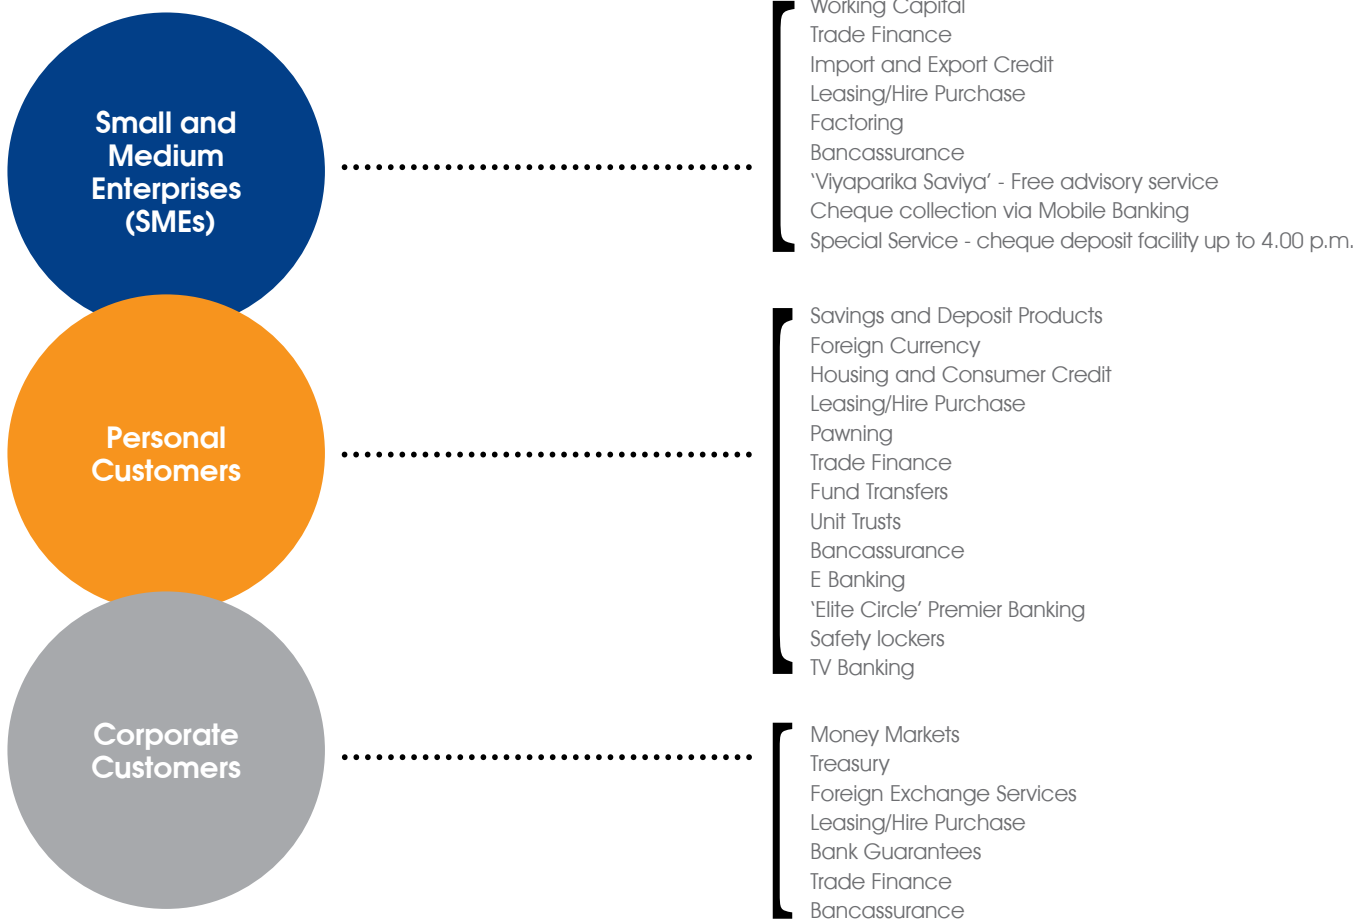 Small and
Medium
Enterprises
(SMEs)
Working Capital
Trade Finance
Import and Export Credit
Leasing/Hire Purchase
Factoring
Bancassurance
‘Viyaparika Saviya’ - Free advisory service
Cheque collection via Mobile Banking
Special Service - cheque deposit facility up to 4.00 p.m.
Personal
Customers
Savings and Deposit Products
Foreign Currency
Housing and Consumer Credit
Leasing/Hire Purchase
Pawning
Trade Finance
Fund Transfers
Unit Trusts
Bancassurance
E Banking
‘Elite Circle’ Premier Banking
Safety lockers
TV Banking
Corporate
Customers
Money Markets
Treasury
Foreign Exchange Services
Leasing/Hire Purchase
Bank Guarantees
Trade Finance
Bancassurance